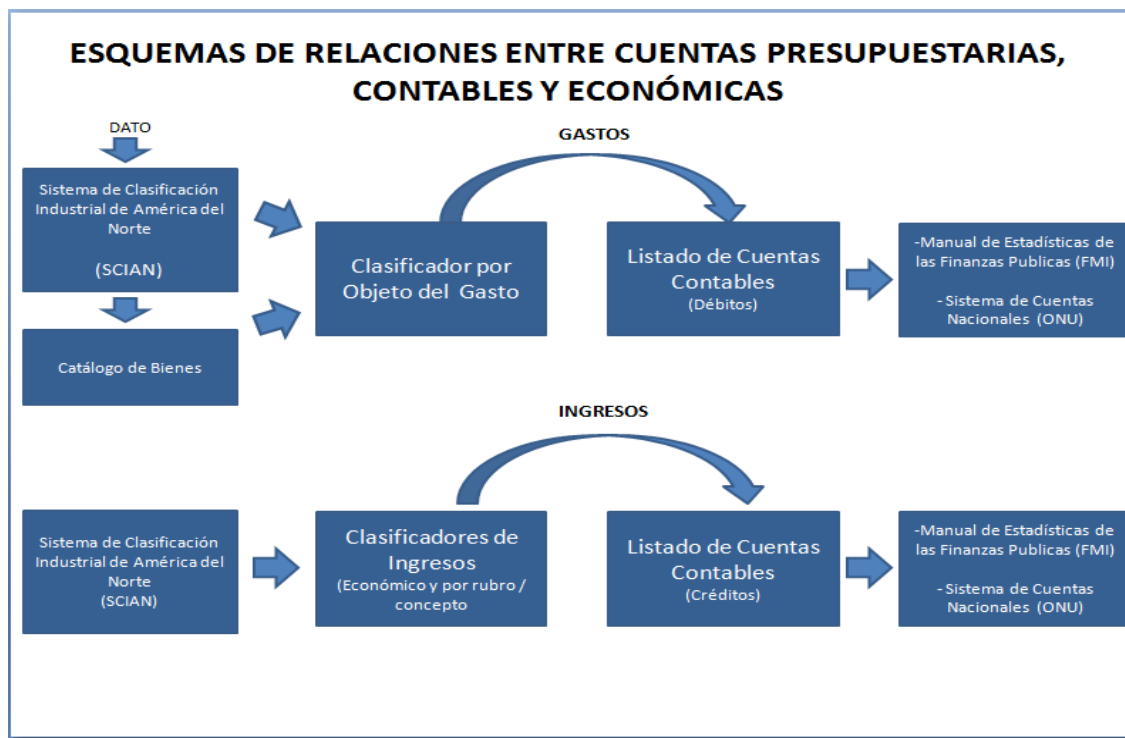 ESQUEMAS DE RELACIONES ENTRE CUENTAS PRESUPUESTARIAS,
CONTABLES Y ECONÓMICAS
DATO
GASTOS
Sistema de Clasificación
Industrial de América del
Norte
(SCIAN)
Catálogo de Bienes
Clasificador por
Objeto del Gasto
Listado de Cuentas
Contables
(Débitos)
-Manual de Estadísticas de
las Finanzas Publicas (FMI)
- Sistema de Cuentas
Nacionales (ONU)
INGRESOS
Sistema de Clasificación
Industrial de América del
Norte
(SCIAN)
Clasificadores de
Ingresos
(Económico y por rubro /
concepto
Listado de Cuentas
Contables
(Créditos)
-Manual de Estadísticas de
las Finanzas Publicas (FMI)
- Sistema de Cuentas
Nacionales (ONU)